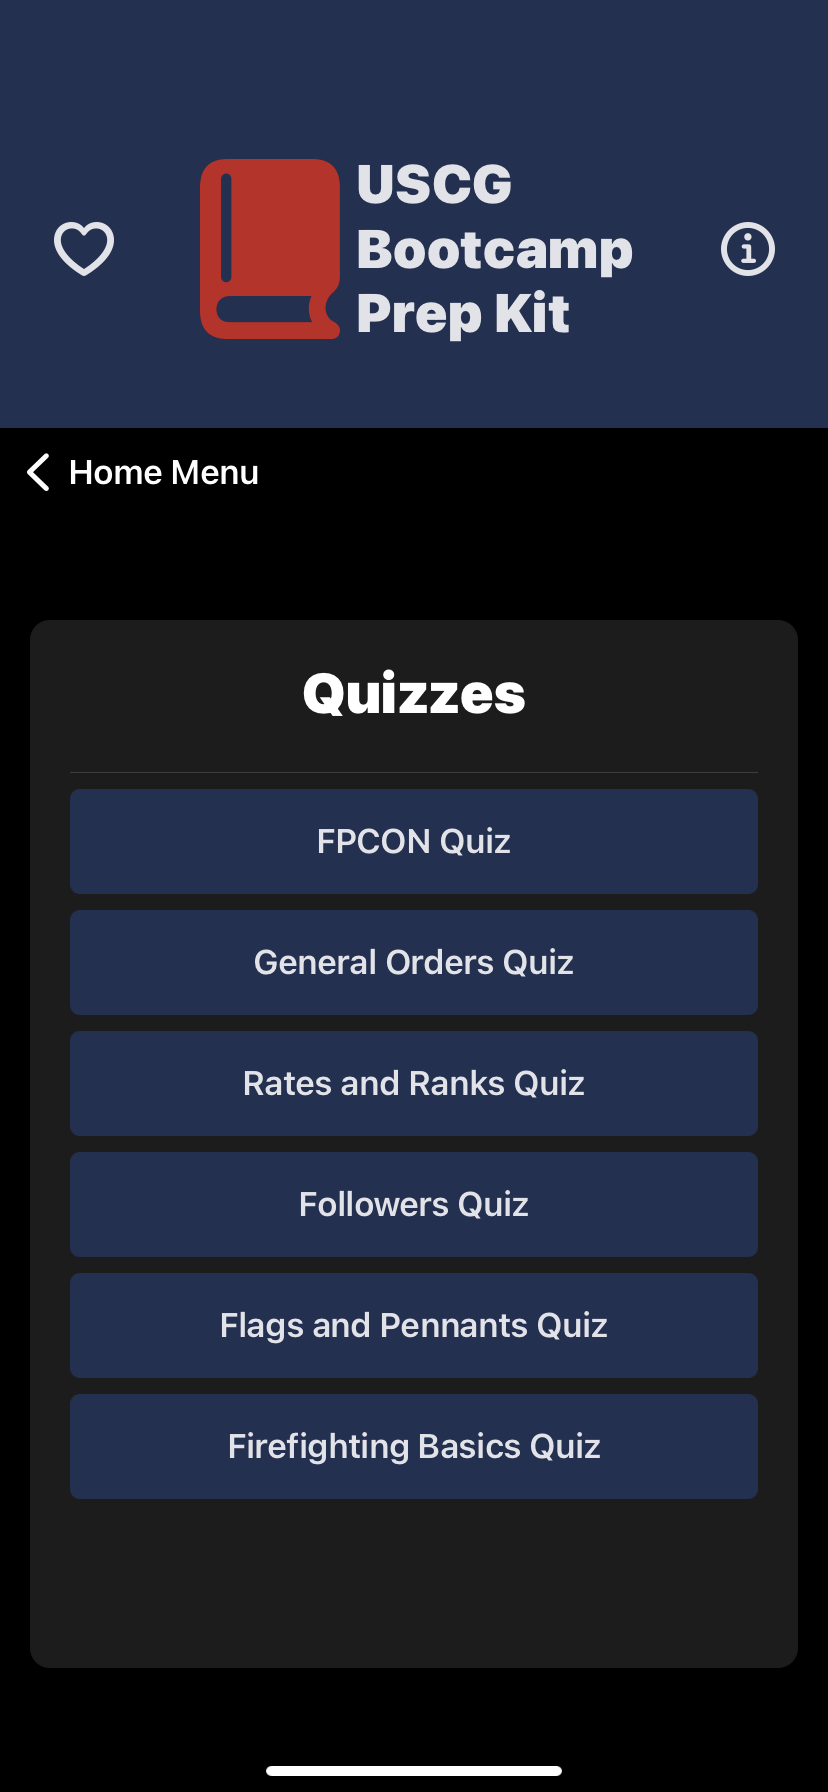 USCG
Bootcamp
Prep Kit
Home Menu
Quizzes
FPCON Quiz
General Orders Quiz
Rates and Ranks Quiz
Followers Quiz
Flags and Pennants Quiz
Firefighting Basics Quiz